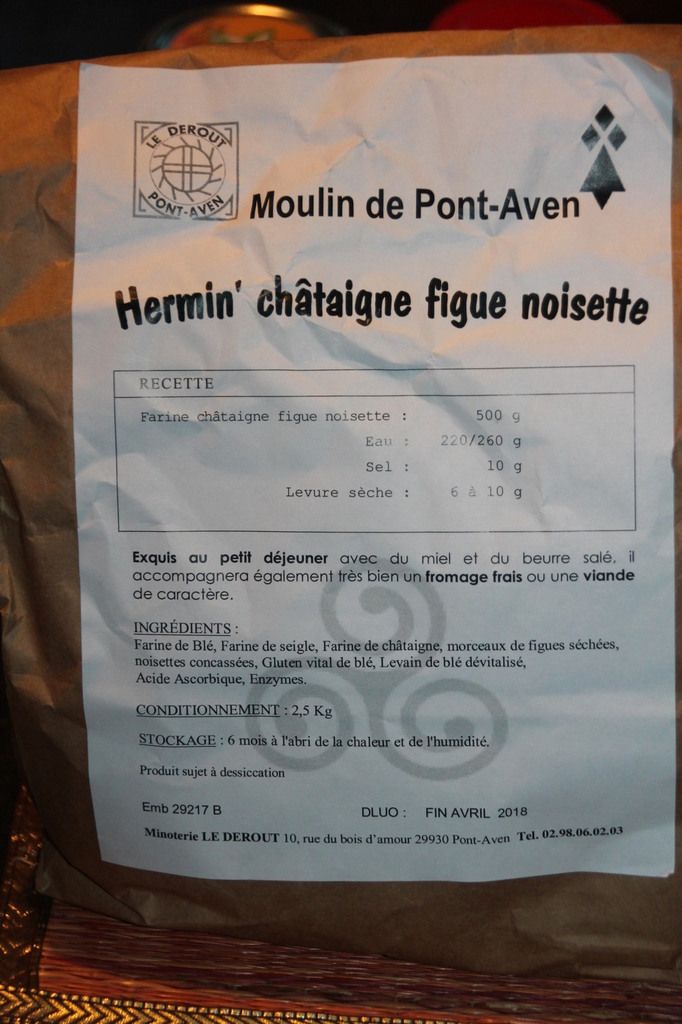 LE DEROUT
PONT-AVEN
Moulin de Pont-Aven
Hermin' châtaigne figue noisette
RECETTE
Farine châtaigne figue noisette : 500 g
Eau : 220/260 g
Sel : 10 g
Levure sèche : 6 à 10 g
Exquis au petit déjeuner avec du miel et du beurre salé, il
accompagnera également très bien un fromage frais ou une viande
de caractère.
INGRÉDIENTS :
Farine de Blé, Farine de seigle, Farine de châtaigne, morceaux de figues séchées,
noisettes concassées, Gluten vital de blé, Levain de blé dévitalisé,
Acide Ascorbique, Enzymes.
CONDITIONNEMENT : 2,5 Kg
STOCKAGE : 6 mois à l'abri de la chaleur et de l'humidité.
Produit sujet à dessiccation
Emb 29217 B DLUO : FIN AVRIL 2018
Minoterie LE DEROUT 10, rue du bois d'amour 29930 Pont-Aven Tel. 02.98.06.02.03